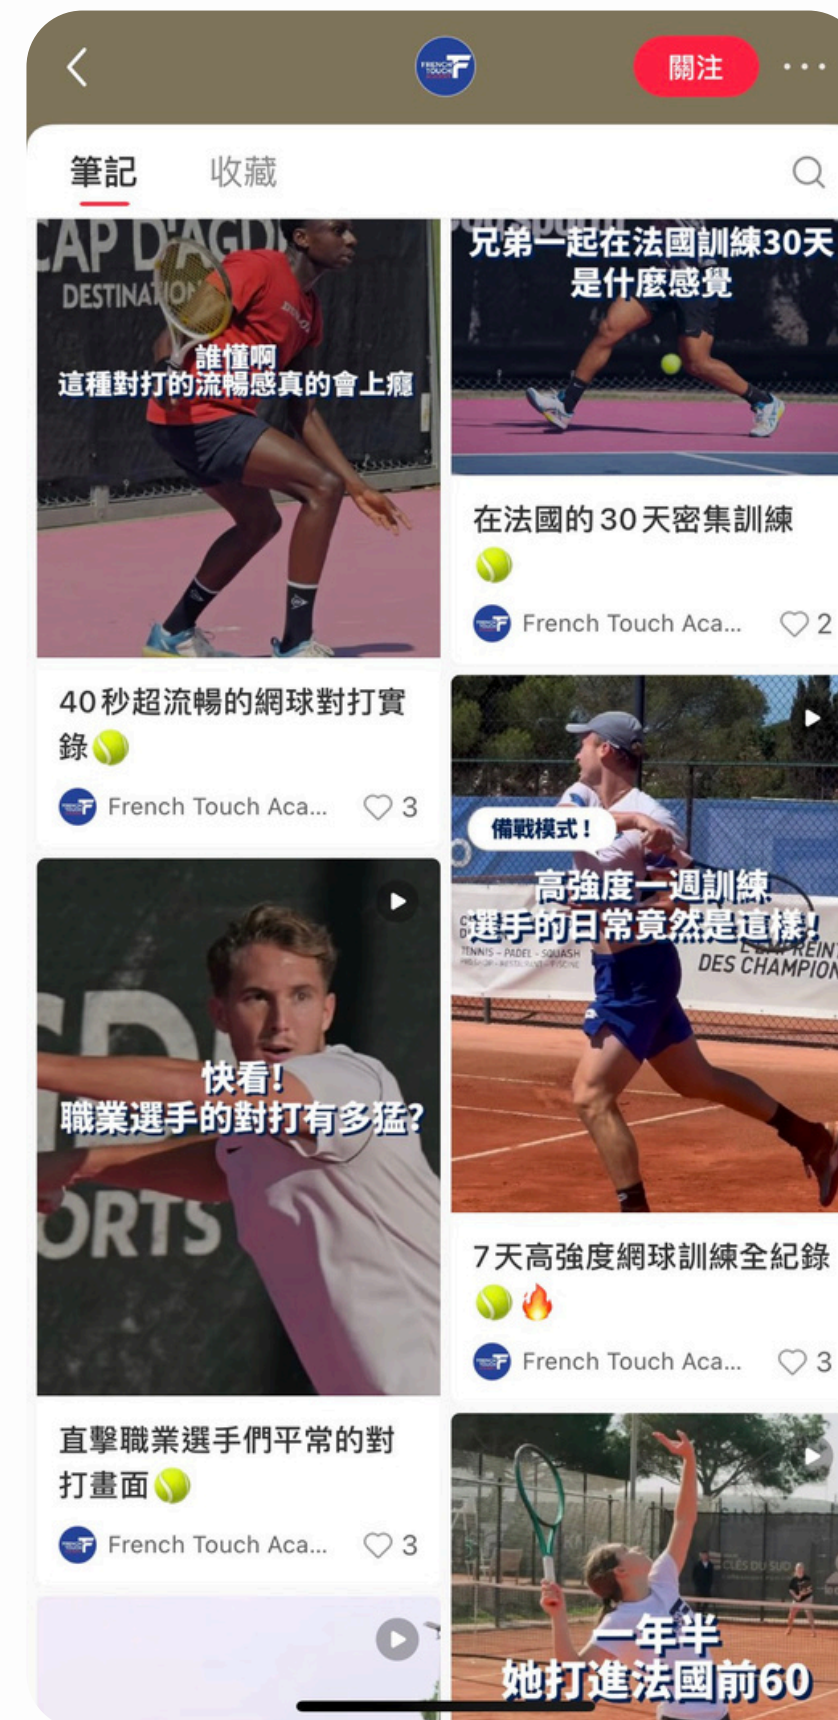 FRENCH
TOUCH
關注
筆記
收藏
CAP D'AGDE
DESTINATION
誰懂啊
這種對打的流暢感真的會上癮
40秒超流暢的網球對打實
錄
French Touch Aca...
3
兄弟一起在法國訓練30天
是什麼感覺
在法國的30天密集訓練
French Touch Aca...
2
快看!
職業選手的對打有多猛?
ORTS
直擊職業選手們平常的對
打畫面
French Touch Aca...
3
備戰模式!
高強度一週訓練
選手的日常竟然是這樣!
TENNIS - PADEL - SQUASH
DES CHAMPION
7天高強度網球訓練全紀錄
French Touch Aca...
3
CLÉS DU SUD
一年半
她打進法國前60